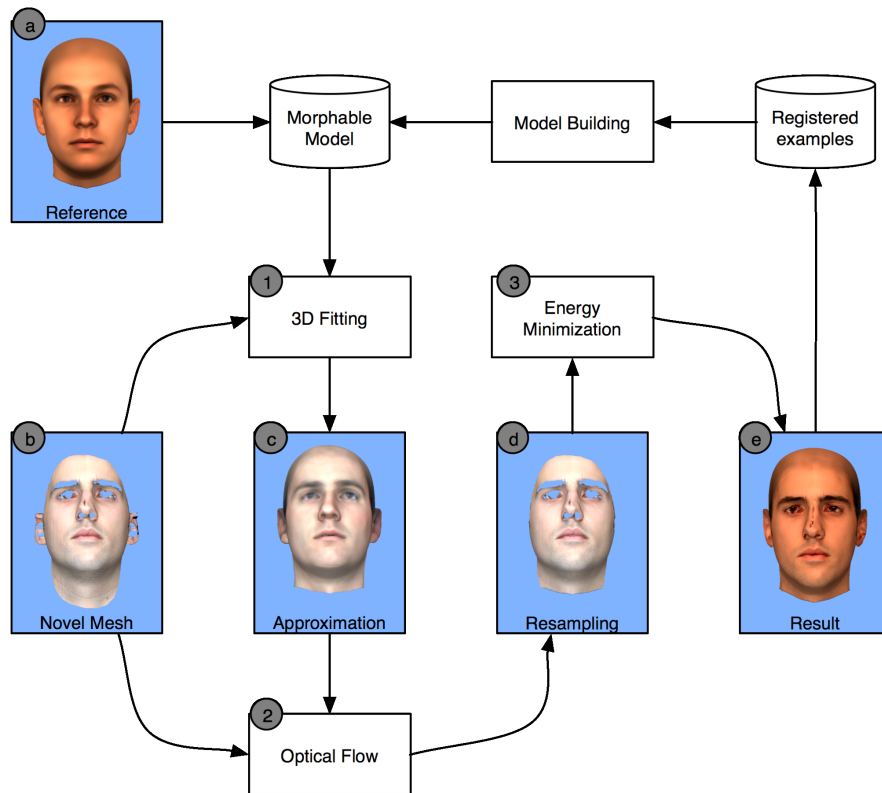 a
Reference
Morphable
Model
Model Building
Registered
examples
1
3D Fitting
3
Energy
Minimization
b
Novel Mesh
c
Approximation
d
Resampling
e
Result
2
Optical Flow